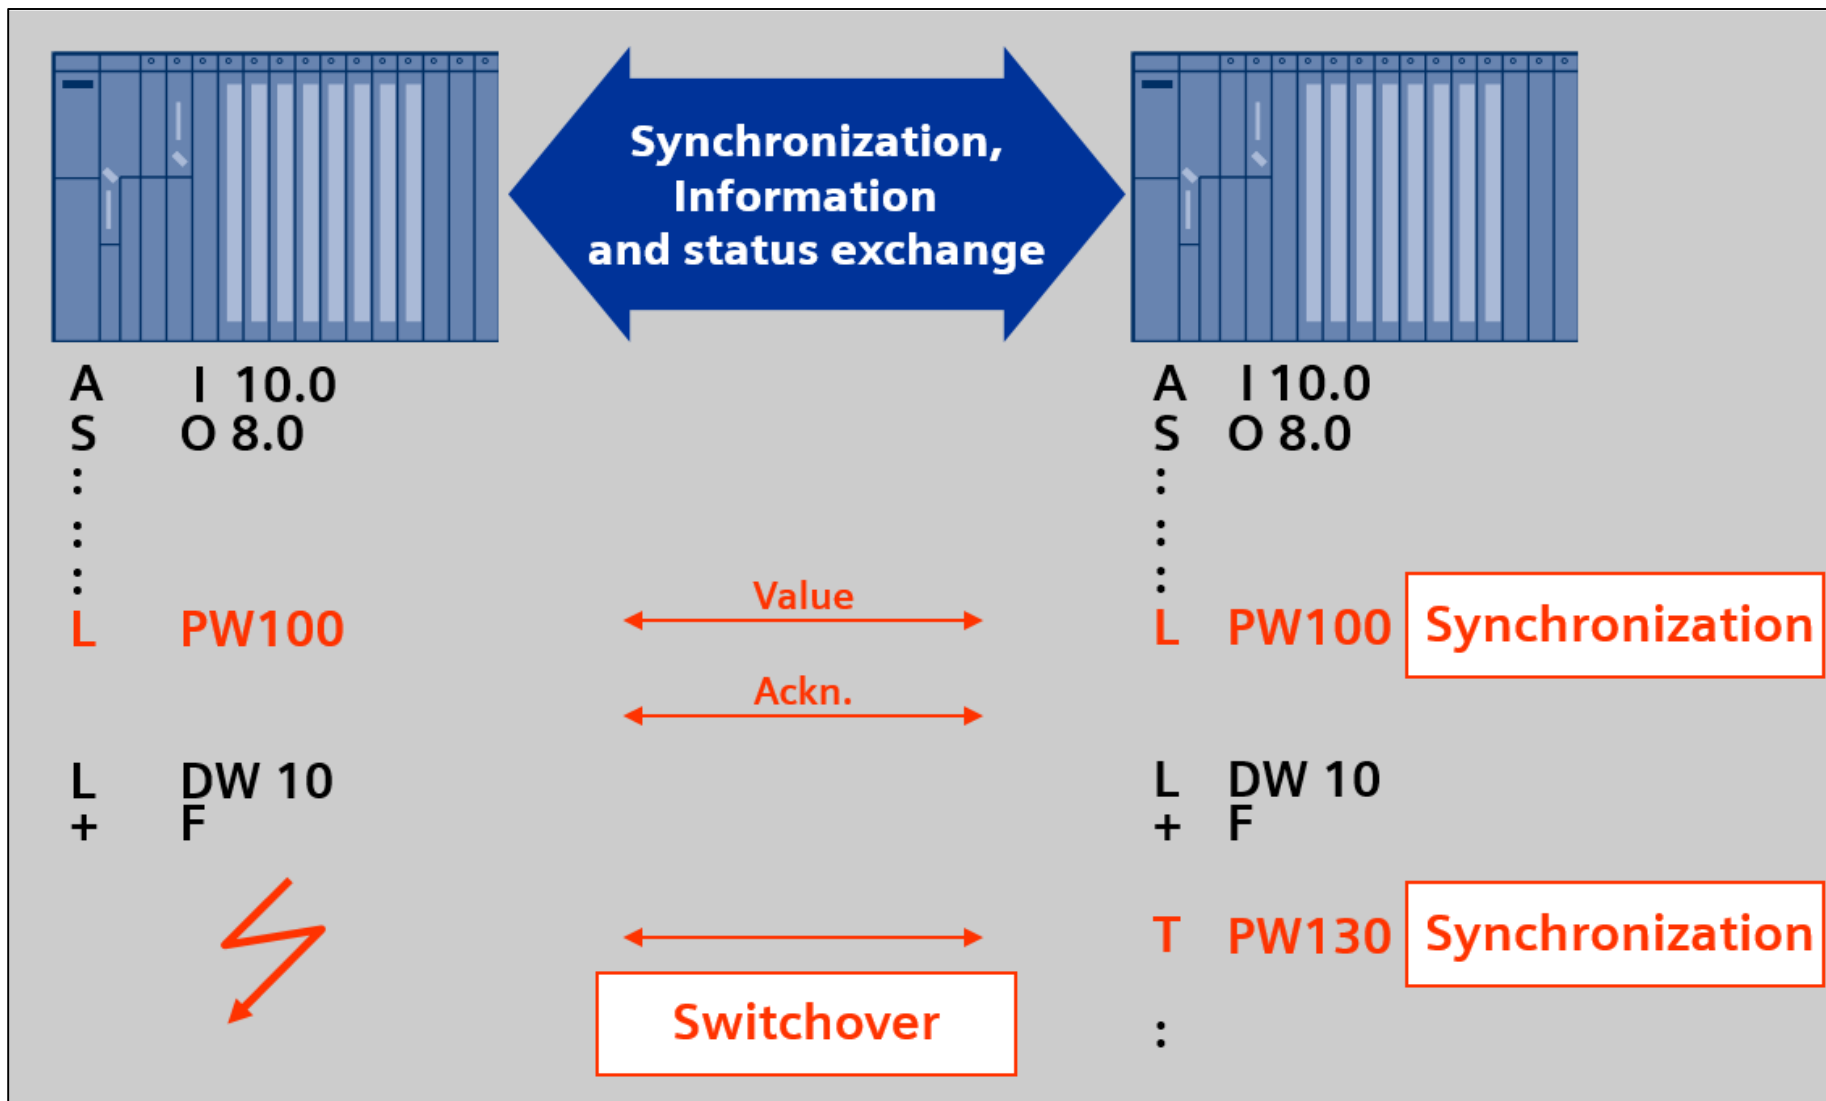 Synchronization,
Information
and status exchange
A I 10.0 A I 10.0
S O 8.0 S O 8.0
: :
: :
: :
L PW100 Value L PW100 Synchronization
Ackn.
L DW 10 L DW 10
+ F + F
T PW130 Synchronization
Switchover
: